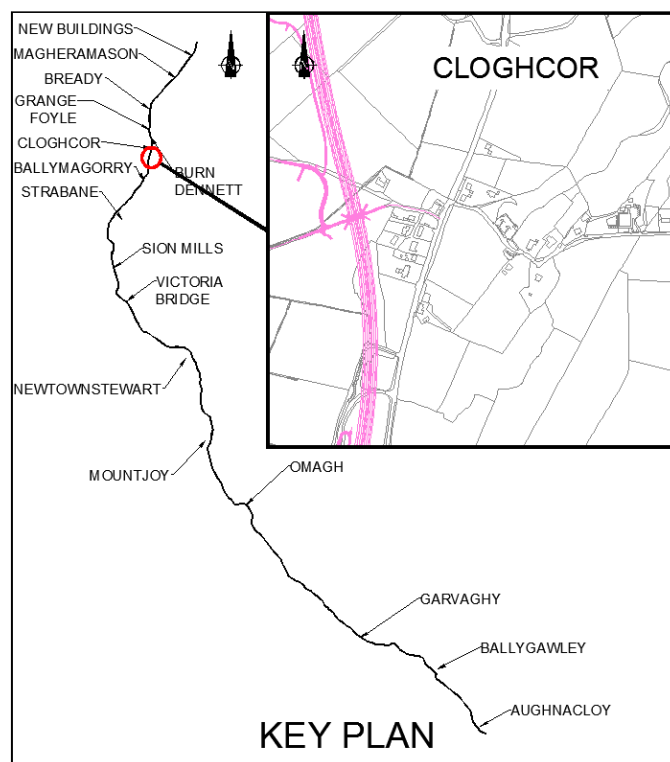 NEW BUILDINGS
MAGHERAMASON
BREADY
GRANGE
FOYLE
CLOGHCOR
BALLYMAGORRY
BURN
DENNETT
STRABANE
SION MILLS
VICTORIA
BRIDGE
NEWTOWNSTEWART
MOUNTJOY
OMAGH
GARVAGHY
BALLYGAWLEY
AUGHNACLOY
KEY PLAN
CLOGHCOR